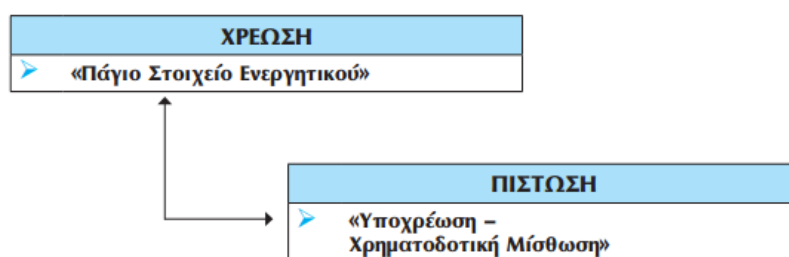 ΧΡΕΩΣΗ
«Πάγιο Στοιχείο Ενεργητικού»
ΠΙΣΤΩΣΗ
«Υποχρέωση –
Χρηματοδοτική Μίσθωση»